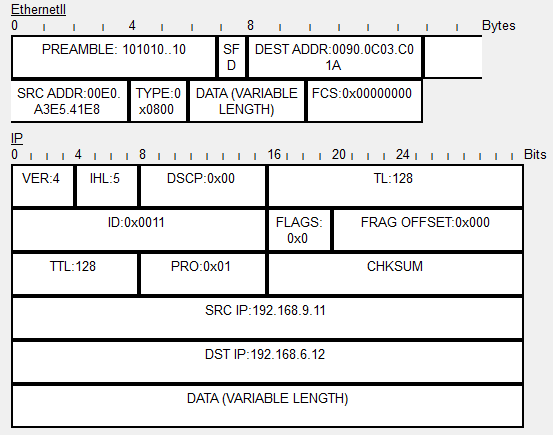 EthernetII
0 4 8 Bytes
PREAMBLE: 101010..10
SF
D
DEST ADDR:0090.0C03.C0
1A
SRC ADDR:00E0.
A3E5.41E8
TYPE:0
x0800
DATA (VARIABLE
LENGTH)
FCS:0x00000000
IP
0 4 8 16 20 24 Bits
VER:4
IHL:5
DSCP:0x00
TL:128
ID:0x0011
FLAGS:
0x0
FRAG OFFSET:0x000
TTL:128
PRO:0x01
CHKSUM
SRC IP:192.168.9.11
DST IP:192.168.6.12
DATA (VARIABLE LENGTH)